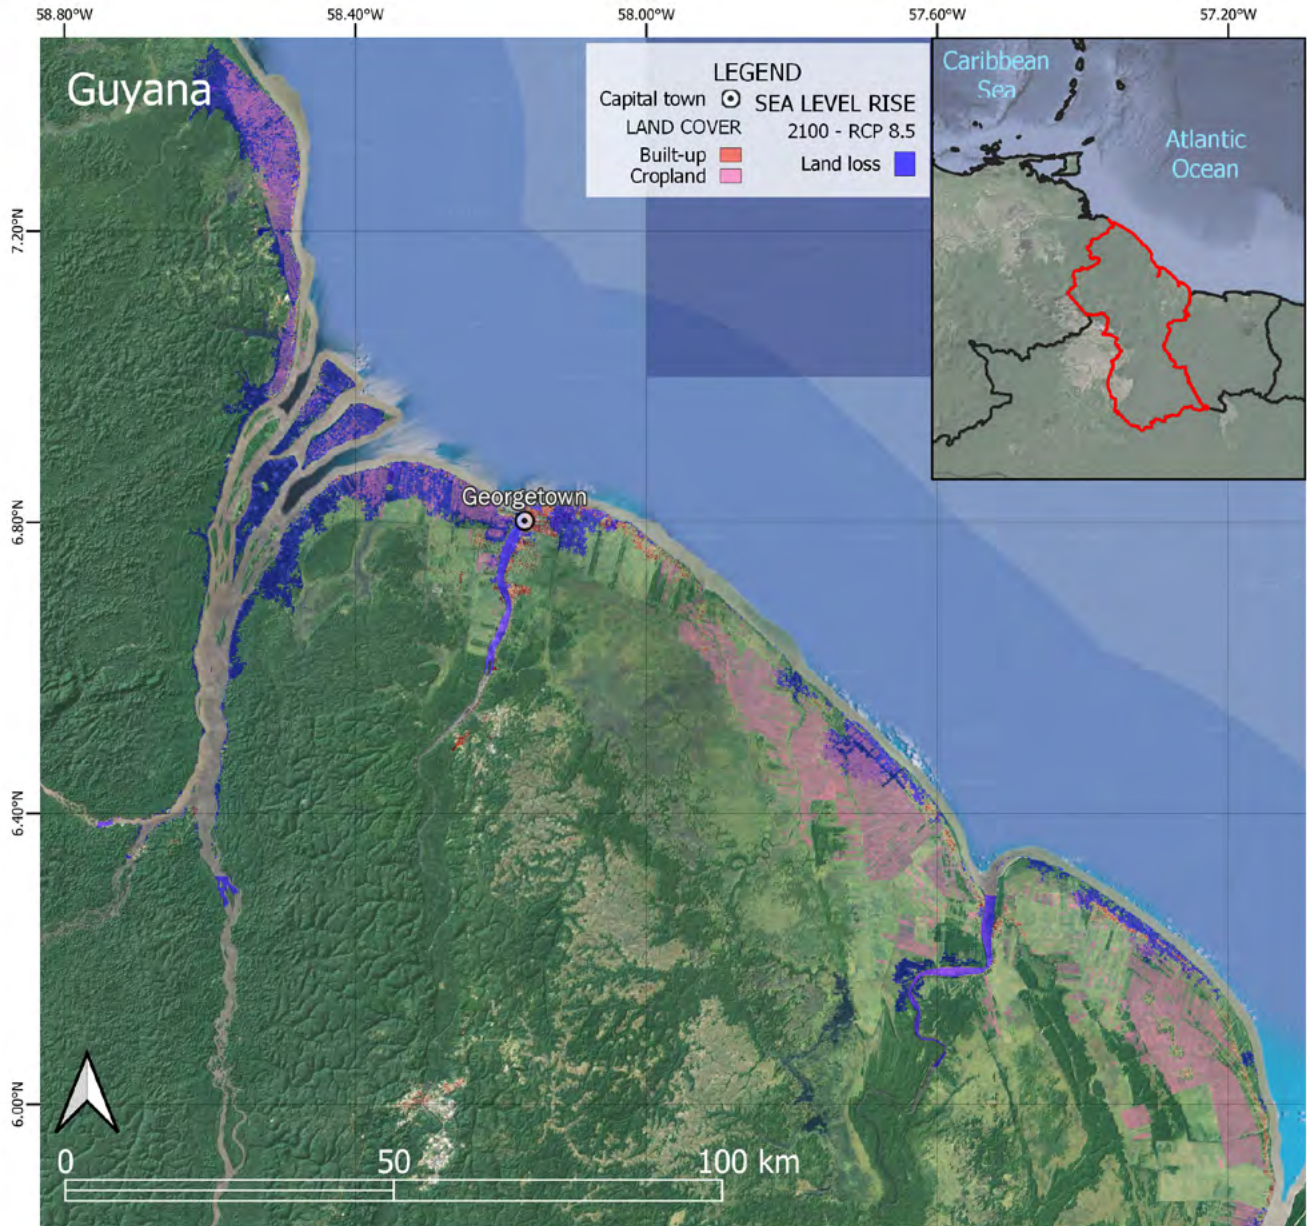 58.80°W 58.40°W 58.00°W 57.60°W 57.20°W
Guyana
LEGEND
Capital town SEA LEVEL RISE
LAND COVER 2100 - RCP 8.5
Built-up Land loss
Cropland
Caribbean
Sea
Atlantic
Ocean
7.20°N
Georgetown
6.80°N
6.40°N
6.00°N
0 50 100 km